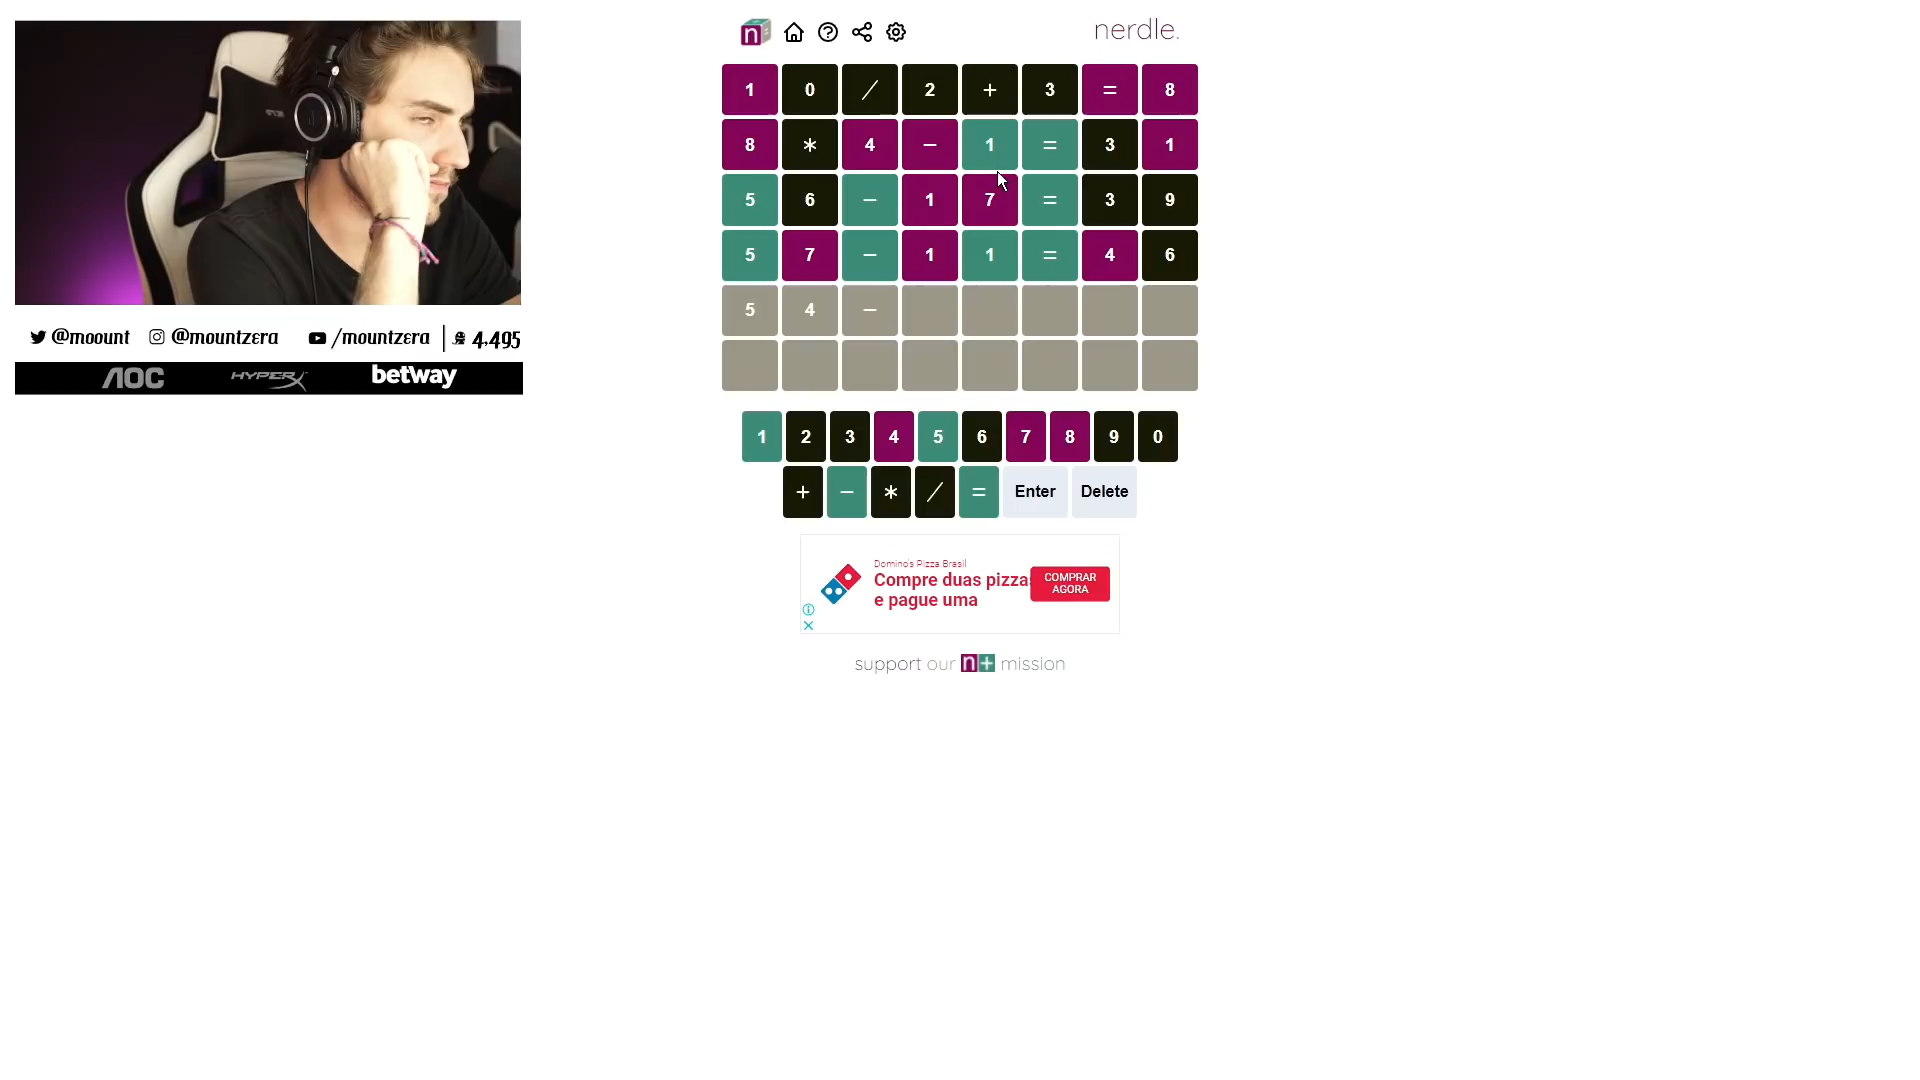 nerdle.
1 0 / 2 + 3 = 8
8 * 4 - 1 = 3 1
5 6 - 1 7 = 3 9
5 7 - 1 1 = 4 6
5 4 -
@moount @mountzera /mountzera 4.495
AOC HYPERX betway
1 2 3 4 5 6 7 8 9 0
+ - * / = Enter Delete
Domino's Pizza Brasil
Compre duas pizza
e pague uma
COMPRAR
AGORA
support our n+ mission